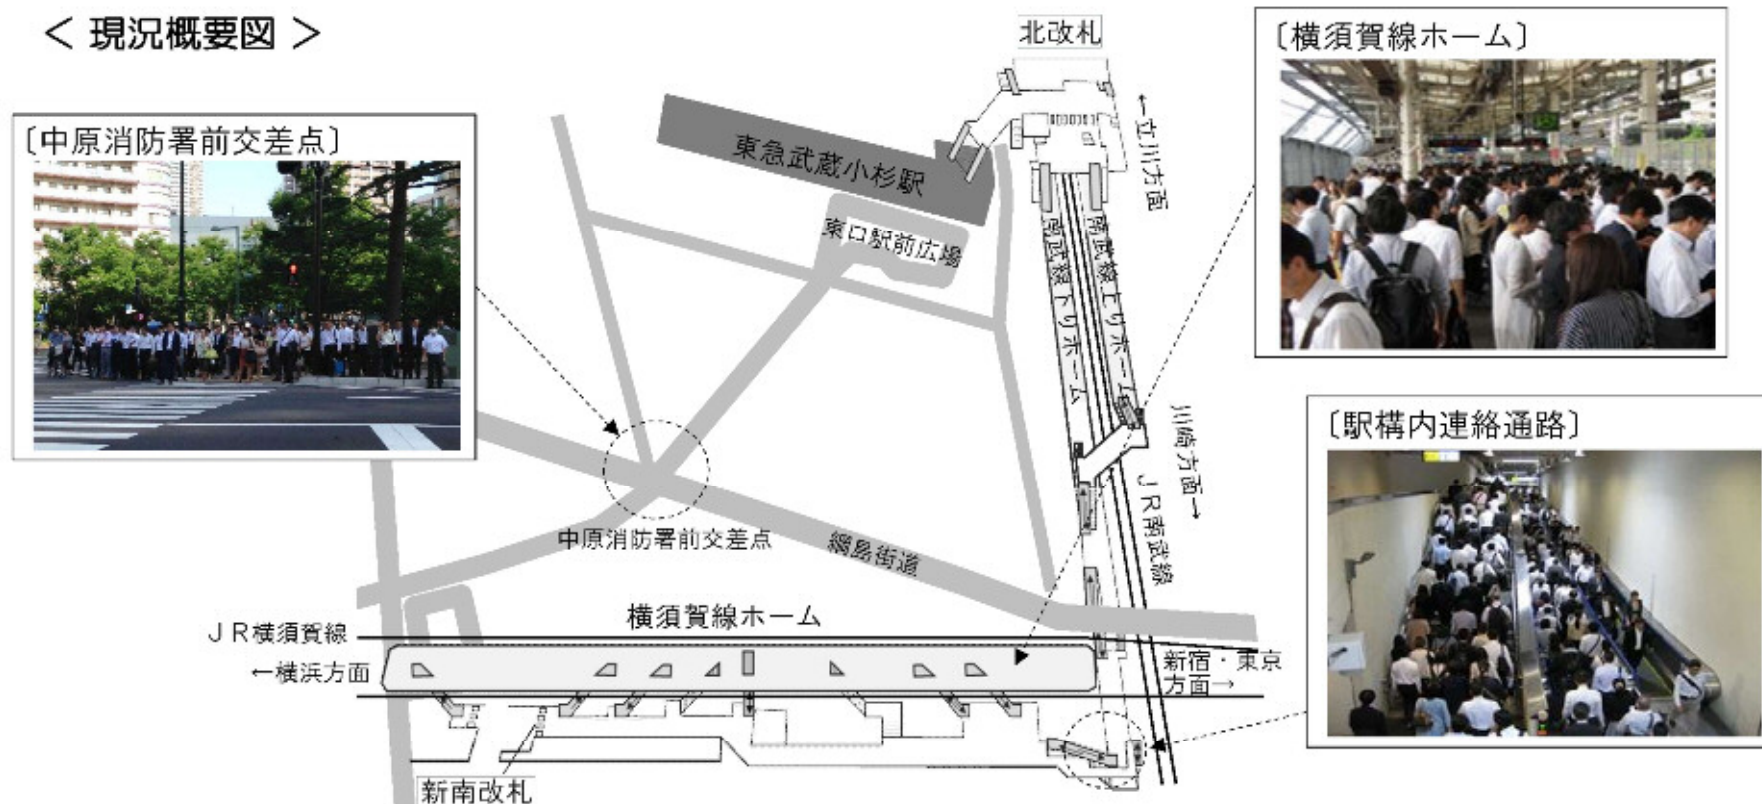 ＜ 現況概要図 ＞
〔中原消防署前交差点〕
北改札
〔横須賀線ホーム〕
←立川方面
東急武蔵小杉駅
東口駅前広場
南武線下りホーム
南武線上りホーム
川崎方面→
ＪＲ南武線
〔駅構内連絡通路〕
中原消防署前交差点
綱島街道
横須賀線ホーム
ＪＲ横須賀線
←横浜方面
新宿・東京
方面→
新南改札